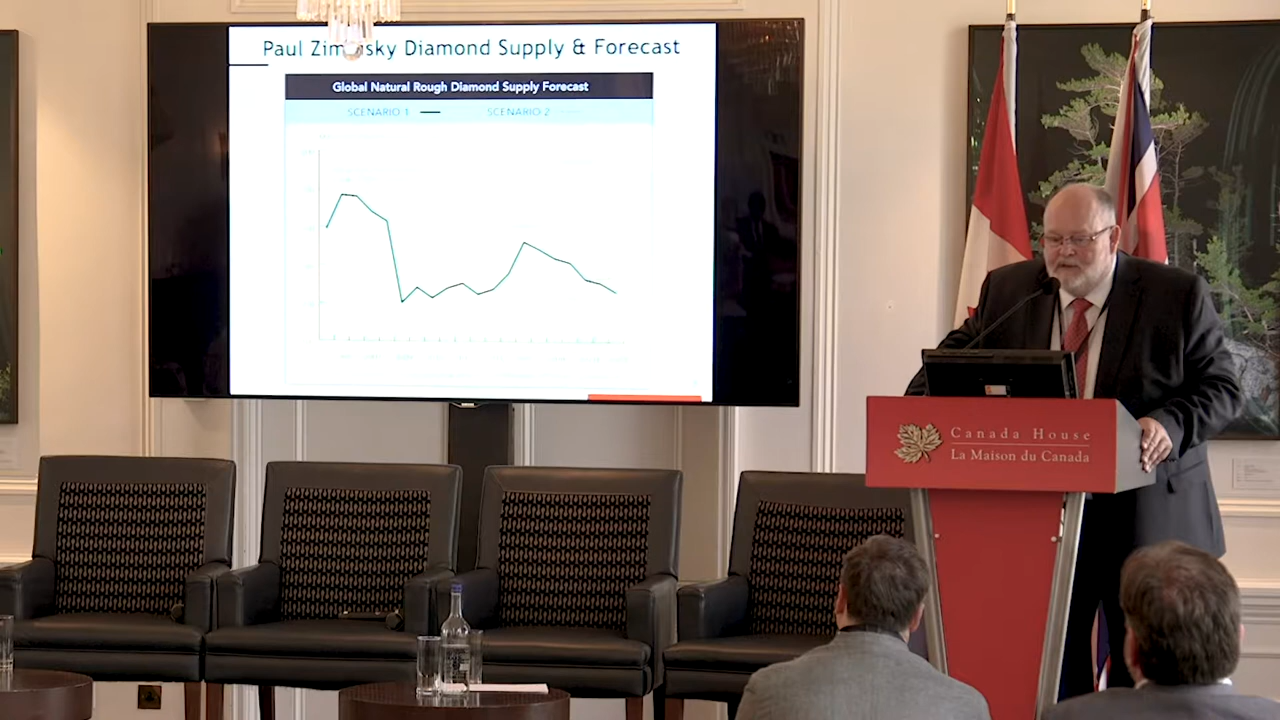 Paul Zimnisky Diamond Supply & Forecast
Global Natural Rough Diamond Supply Forecast
SCENARIO 1 SCENARIO 2
Canada House
La Maison du Canada